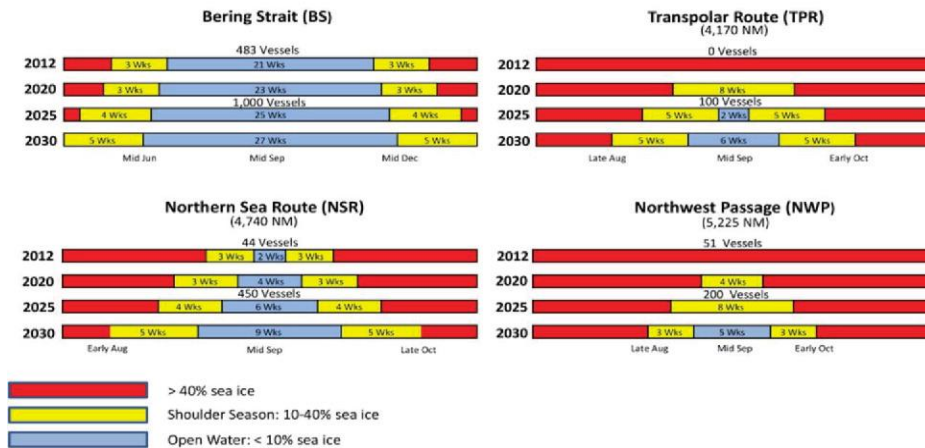 Bering Strait (BS)
483 Vessels
2012 3 Wks 21 Wks 3 Wks
2020 3 Wks 23 Wks 3 Wks
1,000 Vessels
2025 4 Wks 25 Wks 4 Wks
2030 5 Wks 27 Wks 5 Wks
Mid Jun Mid Sep Mid Dec
Transpolar Route (TPR)
(4,170 NM)
0 Vessels
2012
2020 8 Wks
100 Vessels
2025 5 Wks 2 Wks 5 Wks
2030 5 Wks 6 Wks 5 Wks
Late Aug Mid Sep Early Oct
Northern Sea Route (NSR)
(4,740 NM)
44 Vessels
2012 3 Wks 2 Wks 3 Wks
2020 3 Wks 4 Wks 3 Wks
450 Vessels
2025 4 Wks 6 Wks 4 Wks
2030 5 Wks 9 Wks 5 Wks
Early Aug Mid Sep Late Oct
Northwest Passage (NWP)
(5,225 NM)
51 Vessels
2012
2020 4 Wks
200 Vessels
2025 8 Wks
2030 3 Wks 5 Wks 3 Wks
Late Aug Mid Sep Early Oct
> 40% sea ice
Shoulder Season: 10-40% sea ice
Open Water: < 10% sea ice